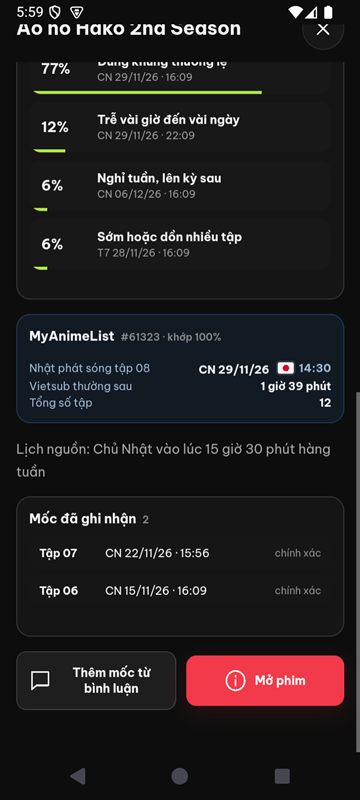 5:59
Ao no Hako 2nd Season
77%
Đúng khung thường lệ
CN 29/11/26 · 16:09
12%
Trễ vài giờ đến vài ngày
CN 29/11/26 · 22:09
6%
Nghỉ tuần, lên kỳ sau
CN 06/12/26 · 16:09
6%
Sớm hoặc dồn nhiều tập
T7 28/11/26 · 16:09
MyAnimeList #61323 · khớp 100%
Nhật phát sóng tập 08 CN 29/11/26 14:30
Vietsub thường sau 1 giờ 39 phút
Tổng số tập 12
Lịch nguồn: Chủ Nhật vào lúc 15 giờ 30 phút hàng
tuần
Mốc đã ghi nhận 2
Tập 07 CN 22/11/26 · 15:56 chính xác
Tập 06 CN 15/11/26 · 16:09 chính xác
Thêm mốc từ
bình luận
Mở phim